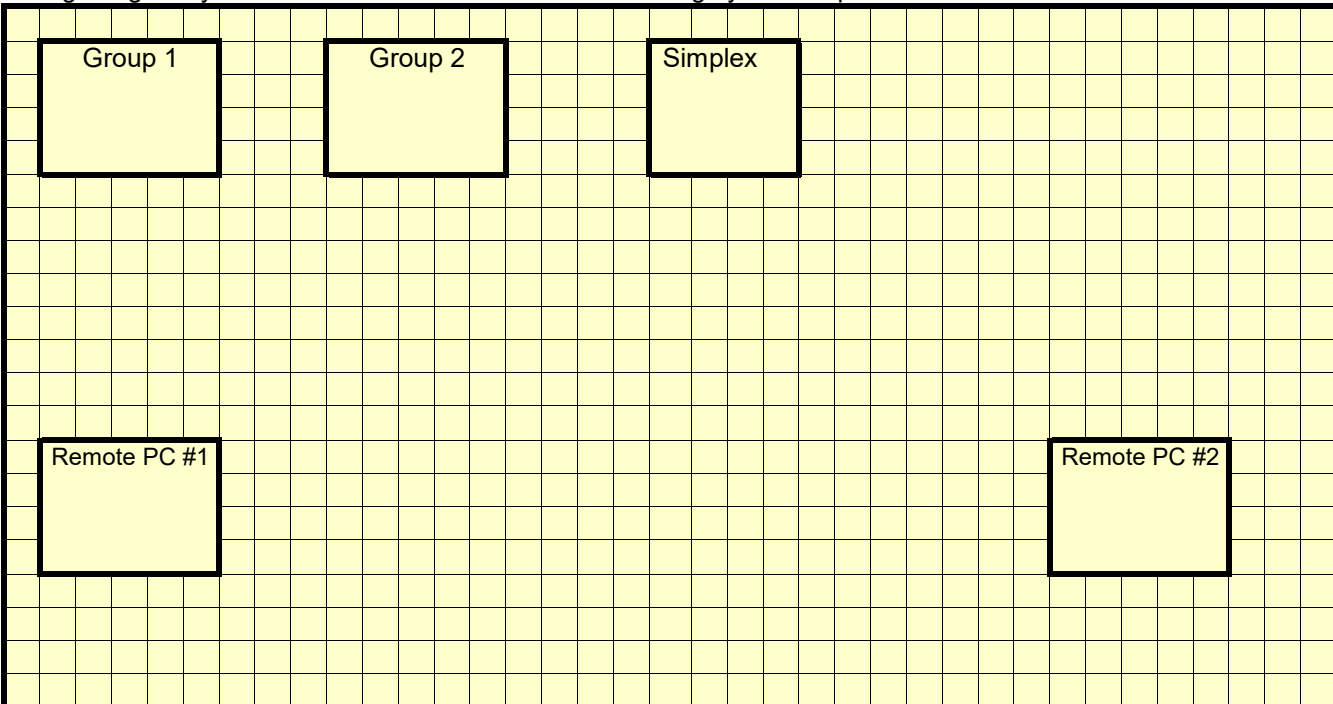 Group 1
Group 2
Simplex
Remote PC #1
Remote PC #2